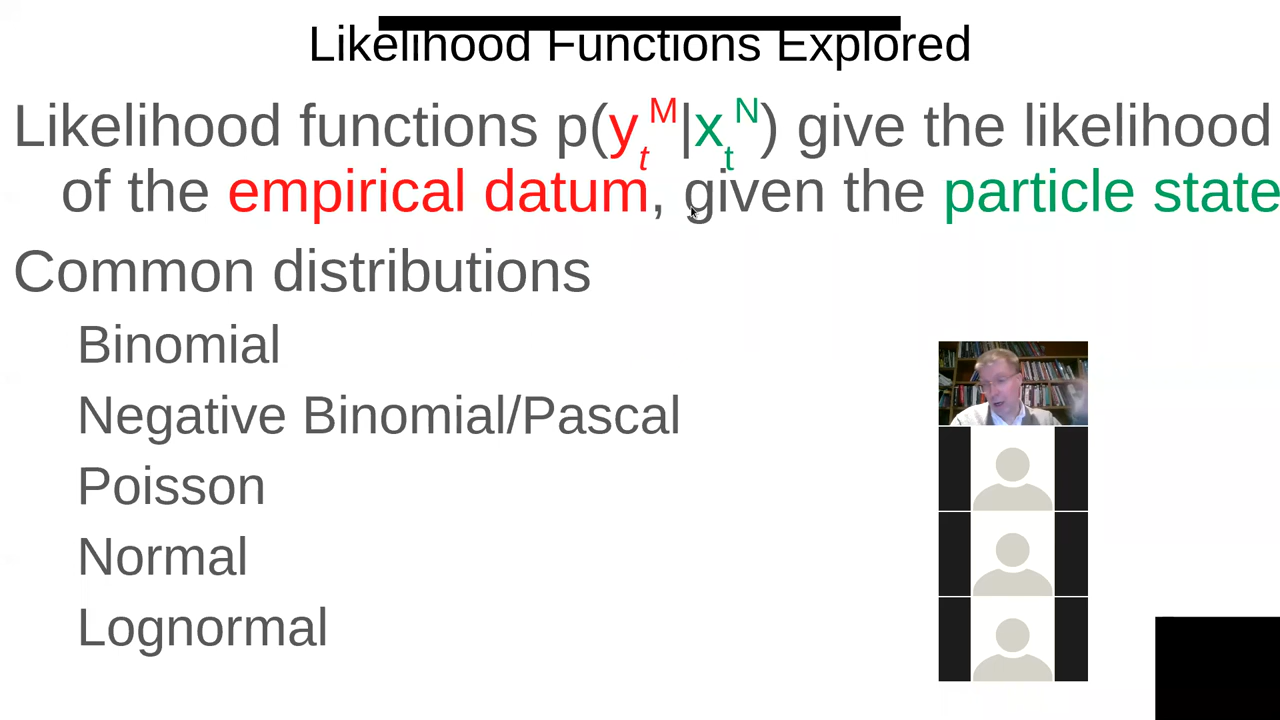 Likelihood Functions Explored
Likelihood functions p(y_t^M|x_t^N) give the likelihood
of the empirical datum, given the particle state
Common distributions
Binomial
Negative Binomial/Pascal
Poisson
Normal
Lognormal